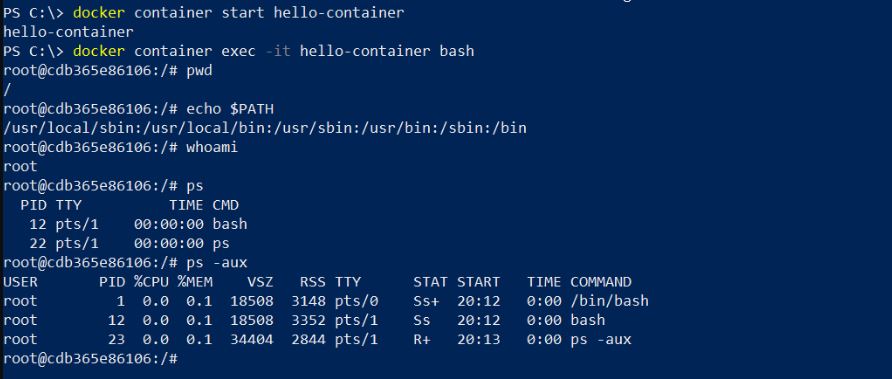 PS C:\> docker container start hello-container
hello-container
PS C:\> docker container exec -it hello-container bash
root@cdb365e86106:/# pwd
/
root@cdb365e86106:/# echo $PATH
/usr/local/sbin:/usr/local/bin:/usr/sbin:/usr/bin:/sbin:/bin
root@cdb365e86106:/# whoami
root
root@cdb365e86106:/# ps
  PID TTY          TIME CMD
   12 pts/1    00:00:00 bash
   22 pts/1    00:00:00 ps
root@cdb365e86106:/# ps -aux
USER       PID %CPU %MEM    VSZ   RSS TTY      STAT START   TIME COMMAND
root         1  0.0  0.1  18508  3148 pts/0    Ss+  20:12   0:00 /bin/bash
root        12  0.0  0.1  18508  3352 pts/1    Ss   20:12   0:00 bash
root        23  0.0  0.1  34404  2844 pts/1    R+   20:13   0:00 ps -aux
root@cdb365e86106:/#